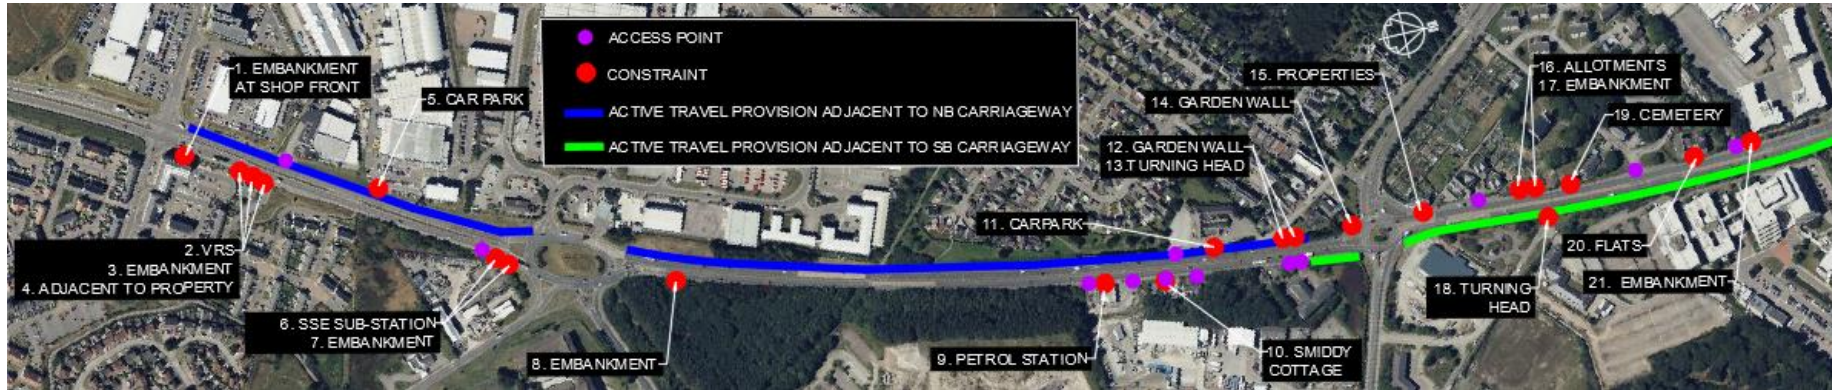 1. EMBANKMENT
AT SHOP FRONT
5. CAR PARK
ACCESS POINT
CONSTRAINT
ACTIVE TRAVEL PROVISION ADJACENT TO NB CARRIAGEWAY
ACTIVE TRAVEL PROVISION ADJACENT TO SB CARRIAGEWAY
15. PROPERTIES
14. GARDEN WALL
12. GARDEN WALL
13. TURNING HEAD
16. ALLOTMENTS
17. EMBANKMENT
19. CEMETERY
2. VRS
3. EMBANKMENT
4. ADJACENT TO PROPERTY
11. CARPARK
20. FLATS
21. EMBANKMENT
18. TURNING
HEAD
6. SSE SUB-STATION
7. EMBANKMENT
8. EMBANKMENT
9. PETROL STATION
10. SMIDDY
COTTAGE